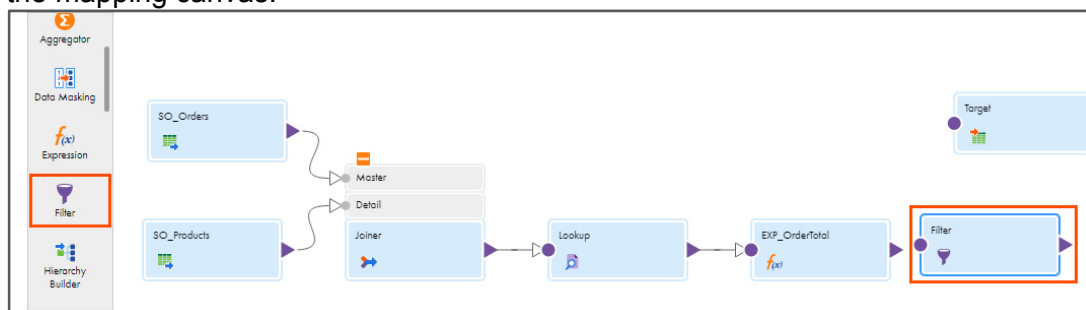 the mapping canvas.
Aggregator
Data Masking
f(x)
Expression
Filter
Hierarchy
Builder
SO_Orders
SO_Products
Master
Detail
Joiner
Lookup
EXP_OrderTotal
f(x)
Filter
Target